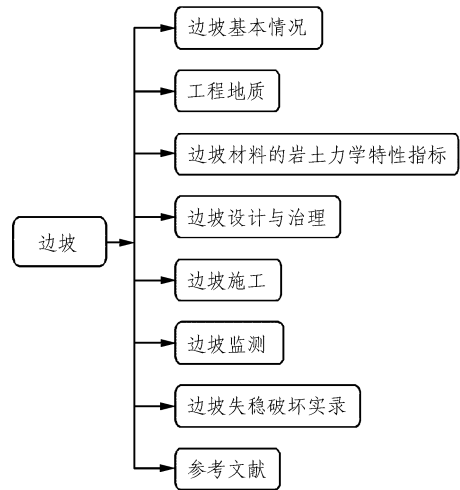 边坡基本情况
工程地质
边坡材料的岩土力学特性指标
边坡设计与治理
边坡
边坡施工
边坡监测
边坡失稳破坏实录
参考文献